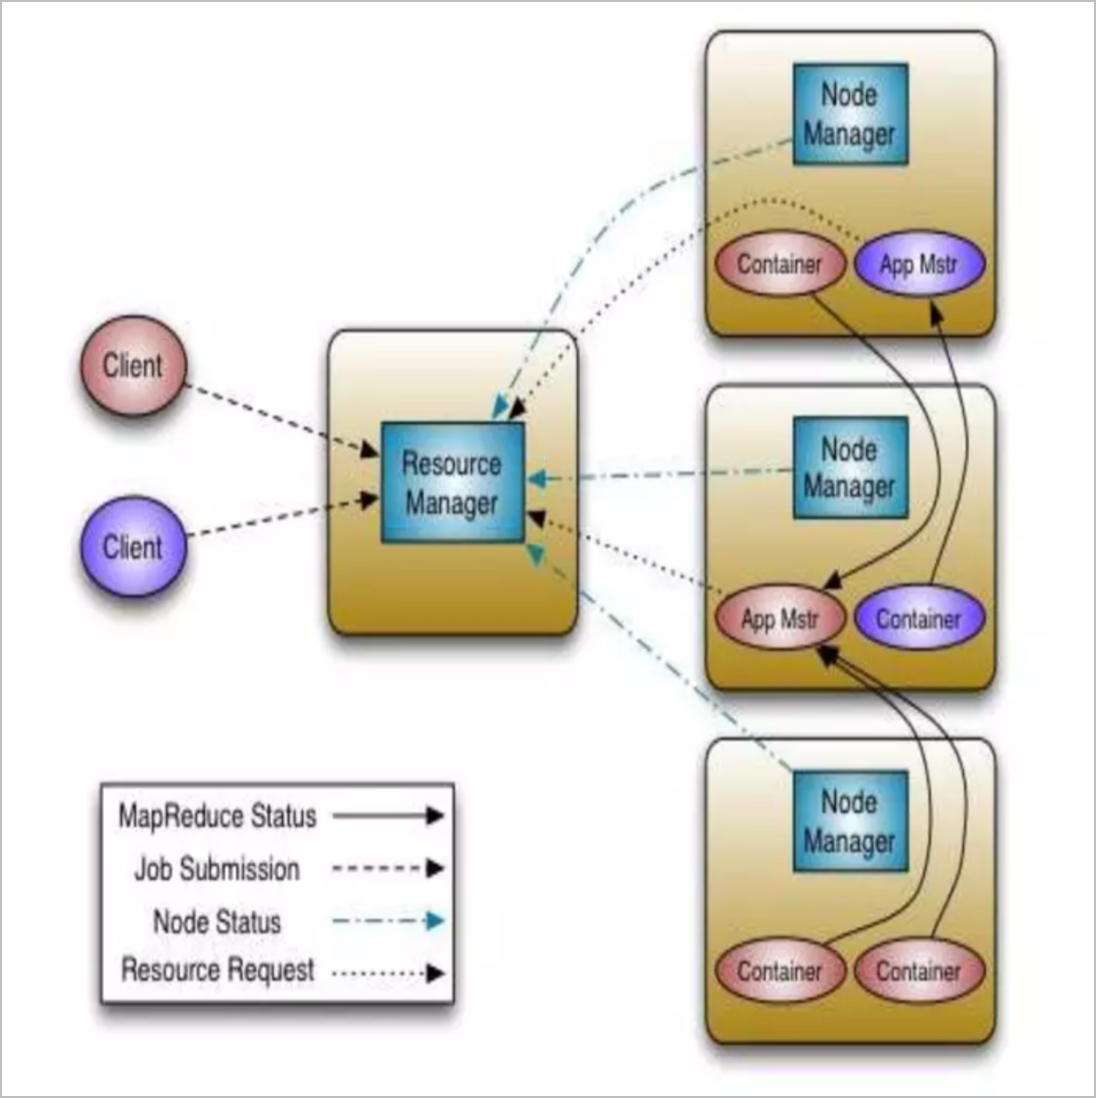 Node
Manager
Container
App Mstr
Client
Client
Resource
Manager
Node
Manager
App Mstr
Container
Node
Manager
Container
Container
MapReduce Status
Job Submission
Node Status
Resource Request